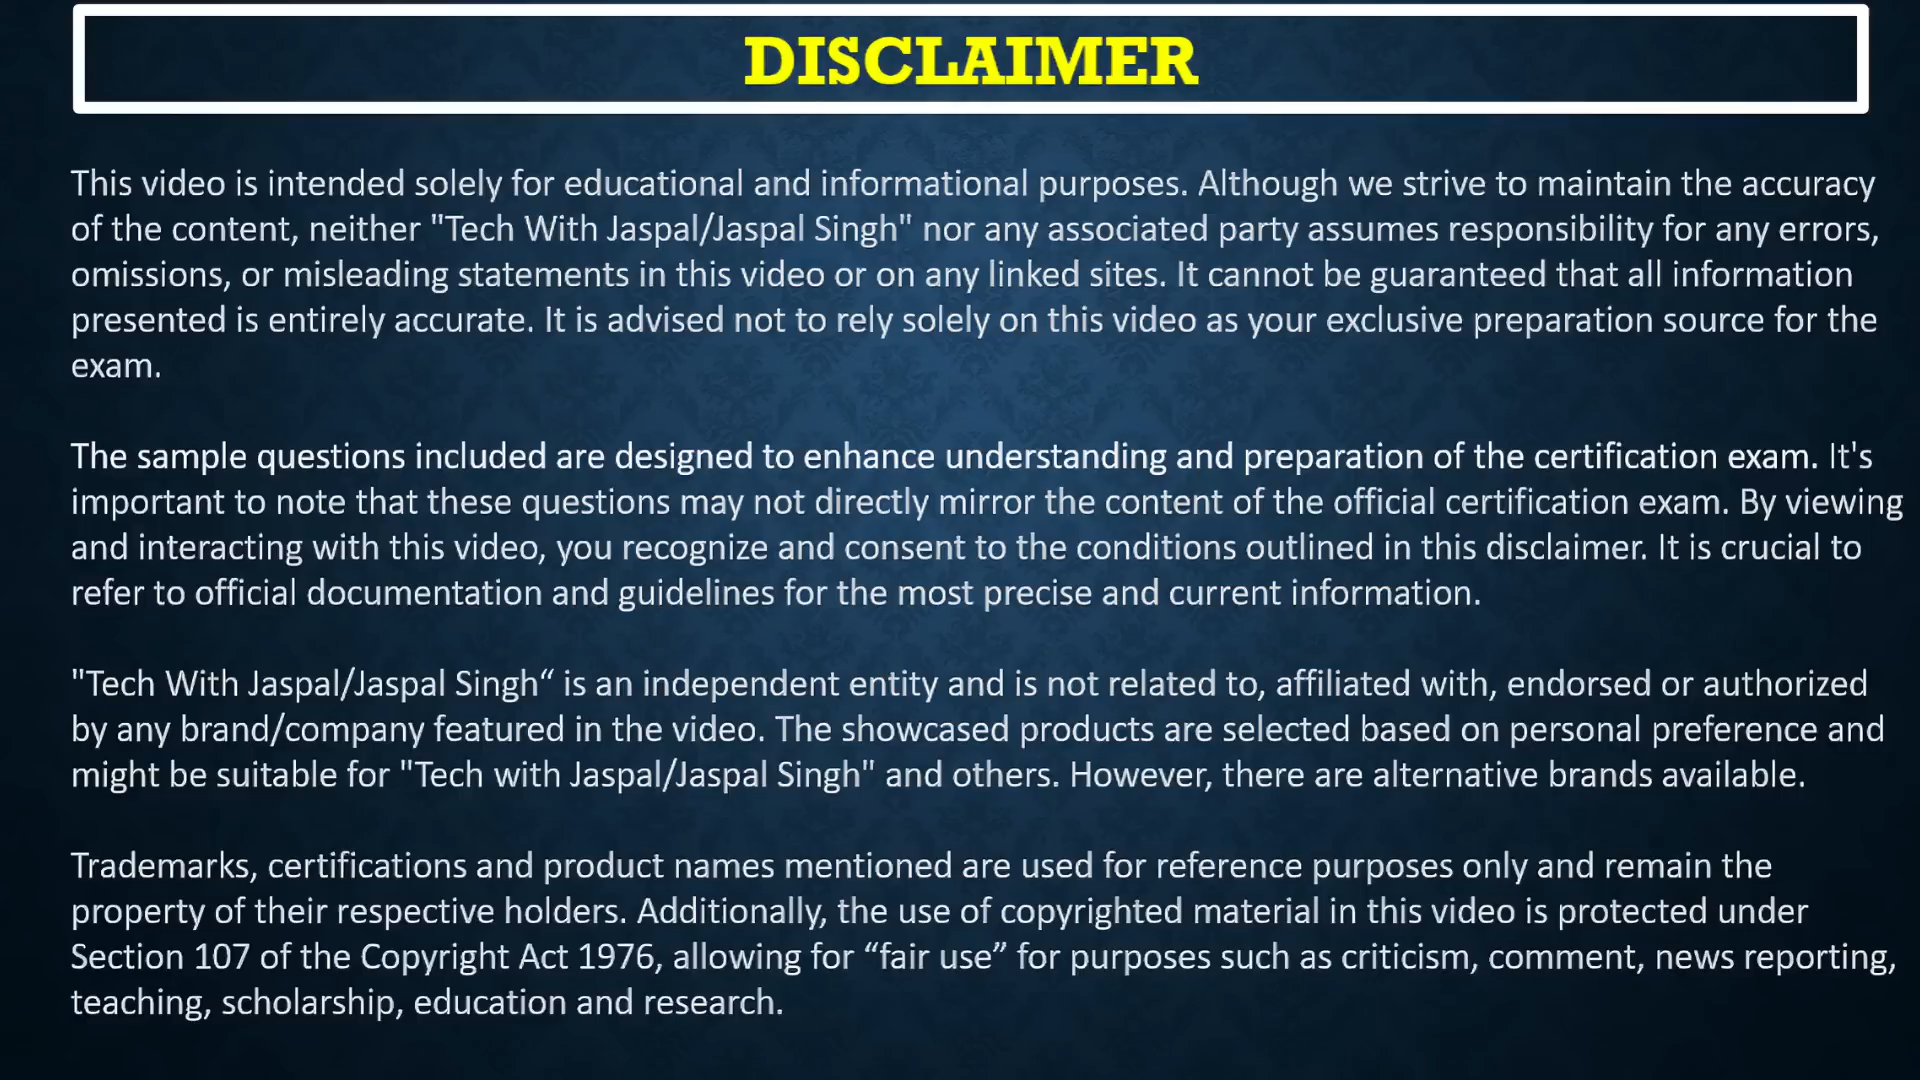 DISCLAIMER
This video is intended solely for educational and informational purposes. Although we strive to maintain the accuracy
of the content, neither "Tech With Jaspal/Jaspal Singh" nor any associated party assumes responsibility for any errors,
omissions, or misleading statements in this video or on any linked sites. It cannot be guaranteed that all information
presented is entirely accurate. It is advised not to rely solely on this video as your exclusive preparation source for the
exam.
The sample questions included are designed to enhance understanding and preparation of the certification exam. It's
important to note that these questions may not directly mirror the content of the official certification exam. By viewing
and interacting with this video, you recognize and consent to the conditions outlined in this disclaimer. It is crucial to
refer to official documentation and guidelines for the most precise and current information.
"Tech With Jaspal/Jaspal Singh“ is an independent entity and is not related to, affiliated with, endorsed or authorized
by any brand/company featured in the video. The showcased products are selected based on personal preference and
might be suitable for "Tech with Jaspal/Jaspal Singh" and others. However, there are alternative brands available.
Trademarks, certifications and product names mentioned are used for reference purposes only and remain the
property of their respective holders. Additionally, the use of copyrighted material in this video is protected under
Section 107 of the Copyright Act 1976, allowing for “fair use” for purposes such as criticism, comment, news reporting,
teaching, scholarship, education and research.